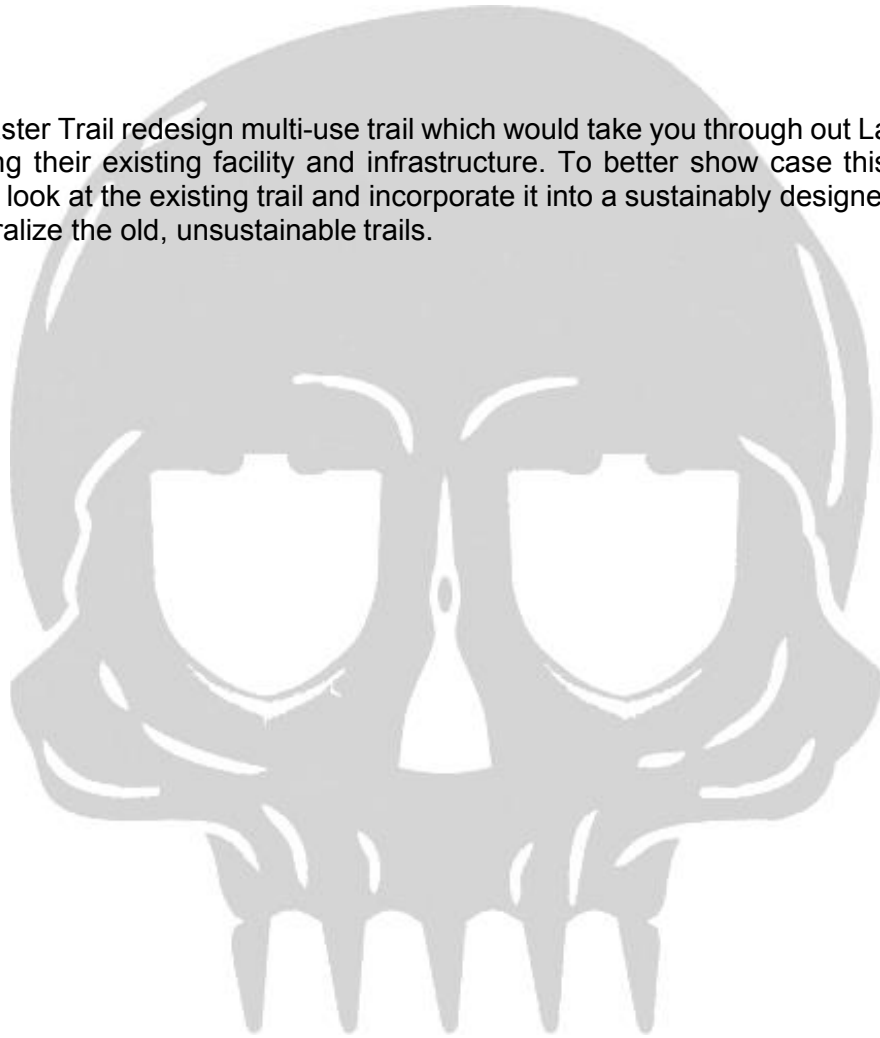 ster Trail redesign multi-use trail which would take you through out La
ng their existing facility and infrastructure. To better show case this
look at the existing trail and incorporate it into a sustainably designe
ralize the old, unsustainable trails.